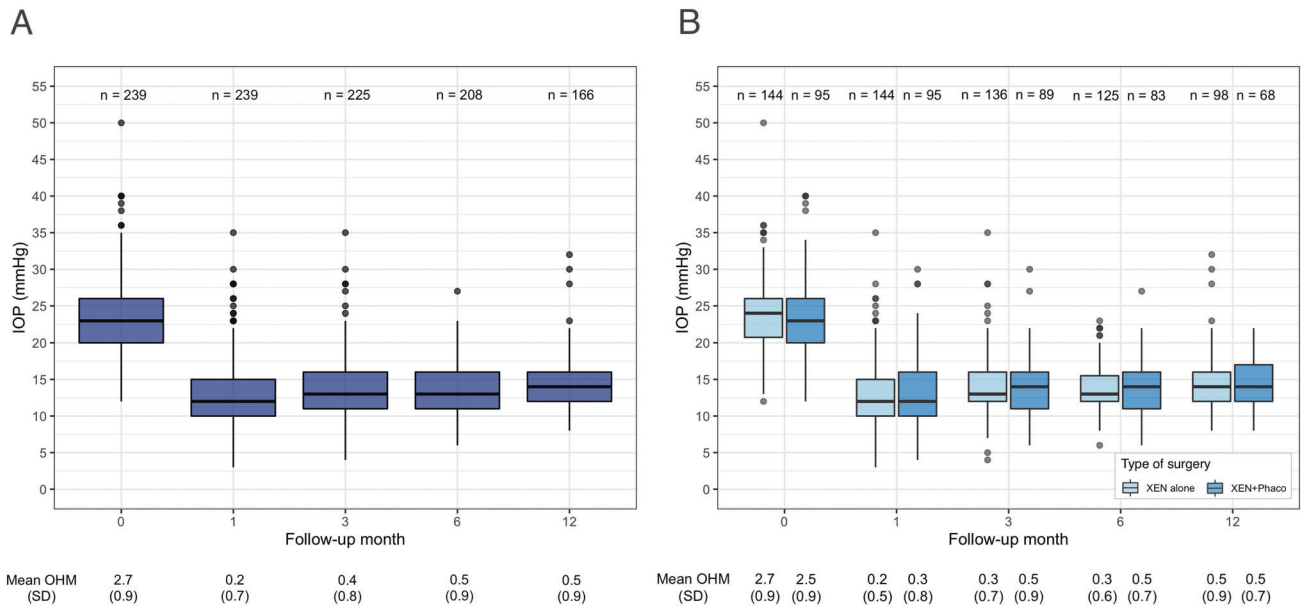 A
n = 239 n = 239 n = 225 n = 208 n = 166
55
50
45
40
35
30
25
20
15
10
5
0
IOP (mmHg)
0 1 3 6 12
Follow-up month
Mean OHM 2.7 0.2 0.4 0.5 0.5
(SD) (0.9) (0.7) (0.8) (0.9) (0.9)
B
n = 144 n = 95 n = 144 n = 95 n = 136 n = 89 n = 125 n = 83 n = 98 n = 68
55
50
45
40
35
30
25
20
15
10
5
0
IOP (mmHg)
Type of surgery
XEN alone XEN+Phaco
0 1 3 6 12
Follow-up month
Mean OHM 2.7 2.5 0.2 0.3 0.3 0.5 0.3 0.5 0.5 0.5
(SD) (0.9) (0.9) (0.5) (0.8) (0.7) (0.9) (0.6) (0.7) (0.9) (0.7)